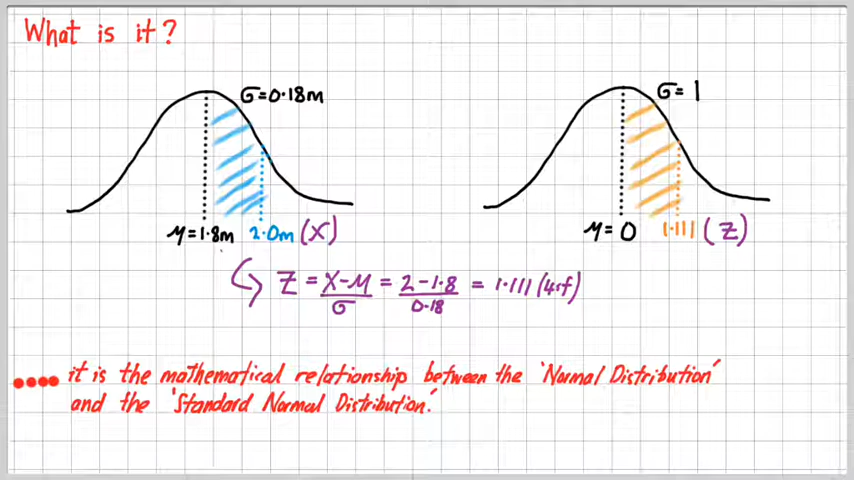 What is it?
σ=0.18m
σ=1
μ=1.8m 2.0m (X)
μ=0 1.111 (Z)
Z = X-μ/σ = 2-1.8/0.18 = 1.111 (4sf)
it is the mathematical relationship between the 'Normal Distribution'
and the 'Standard Normal Distribution'.